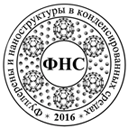 Фуллерены и наноструктуры в конденсированных средах
ФНС
• 2016 •